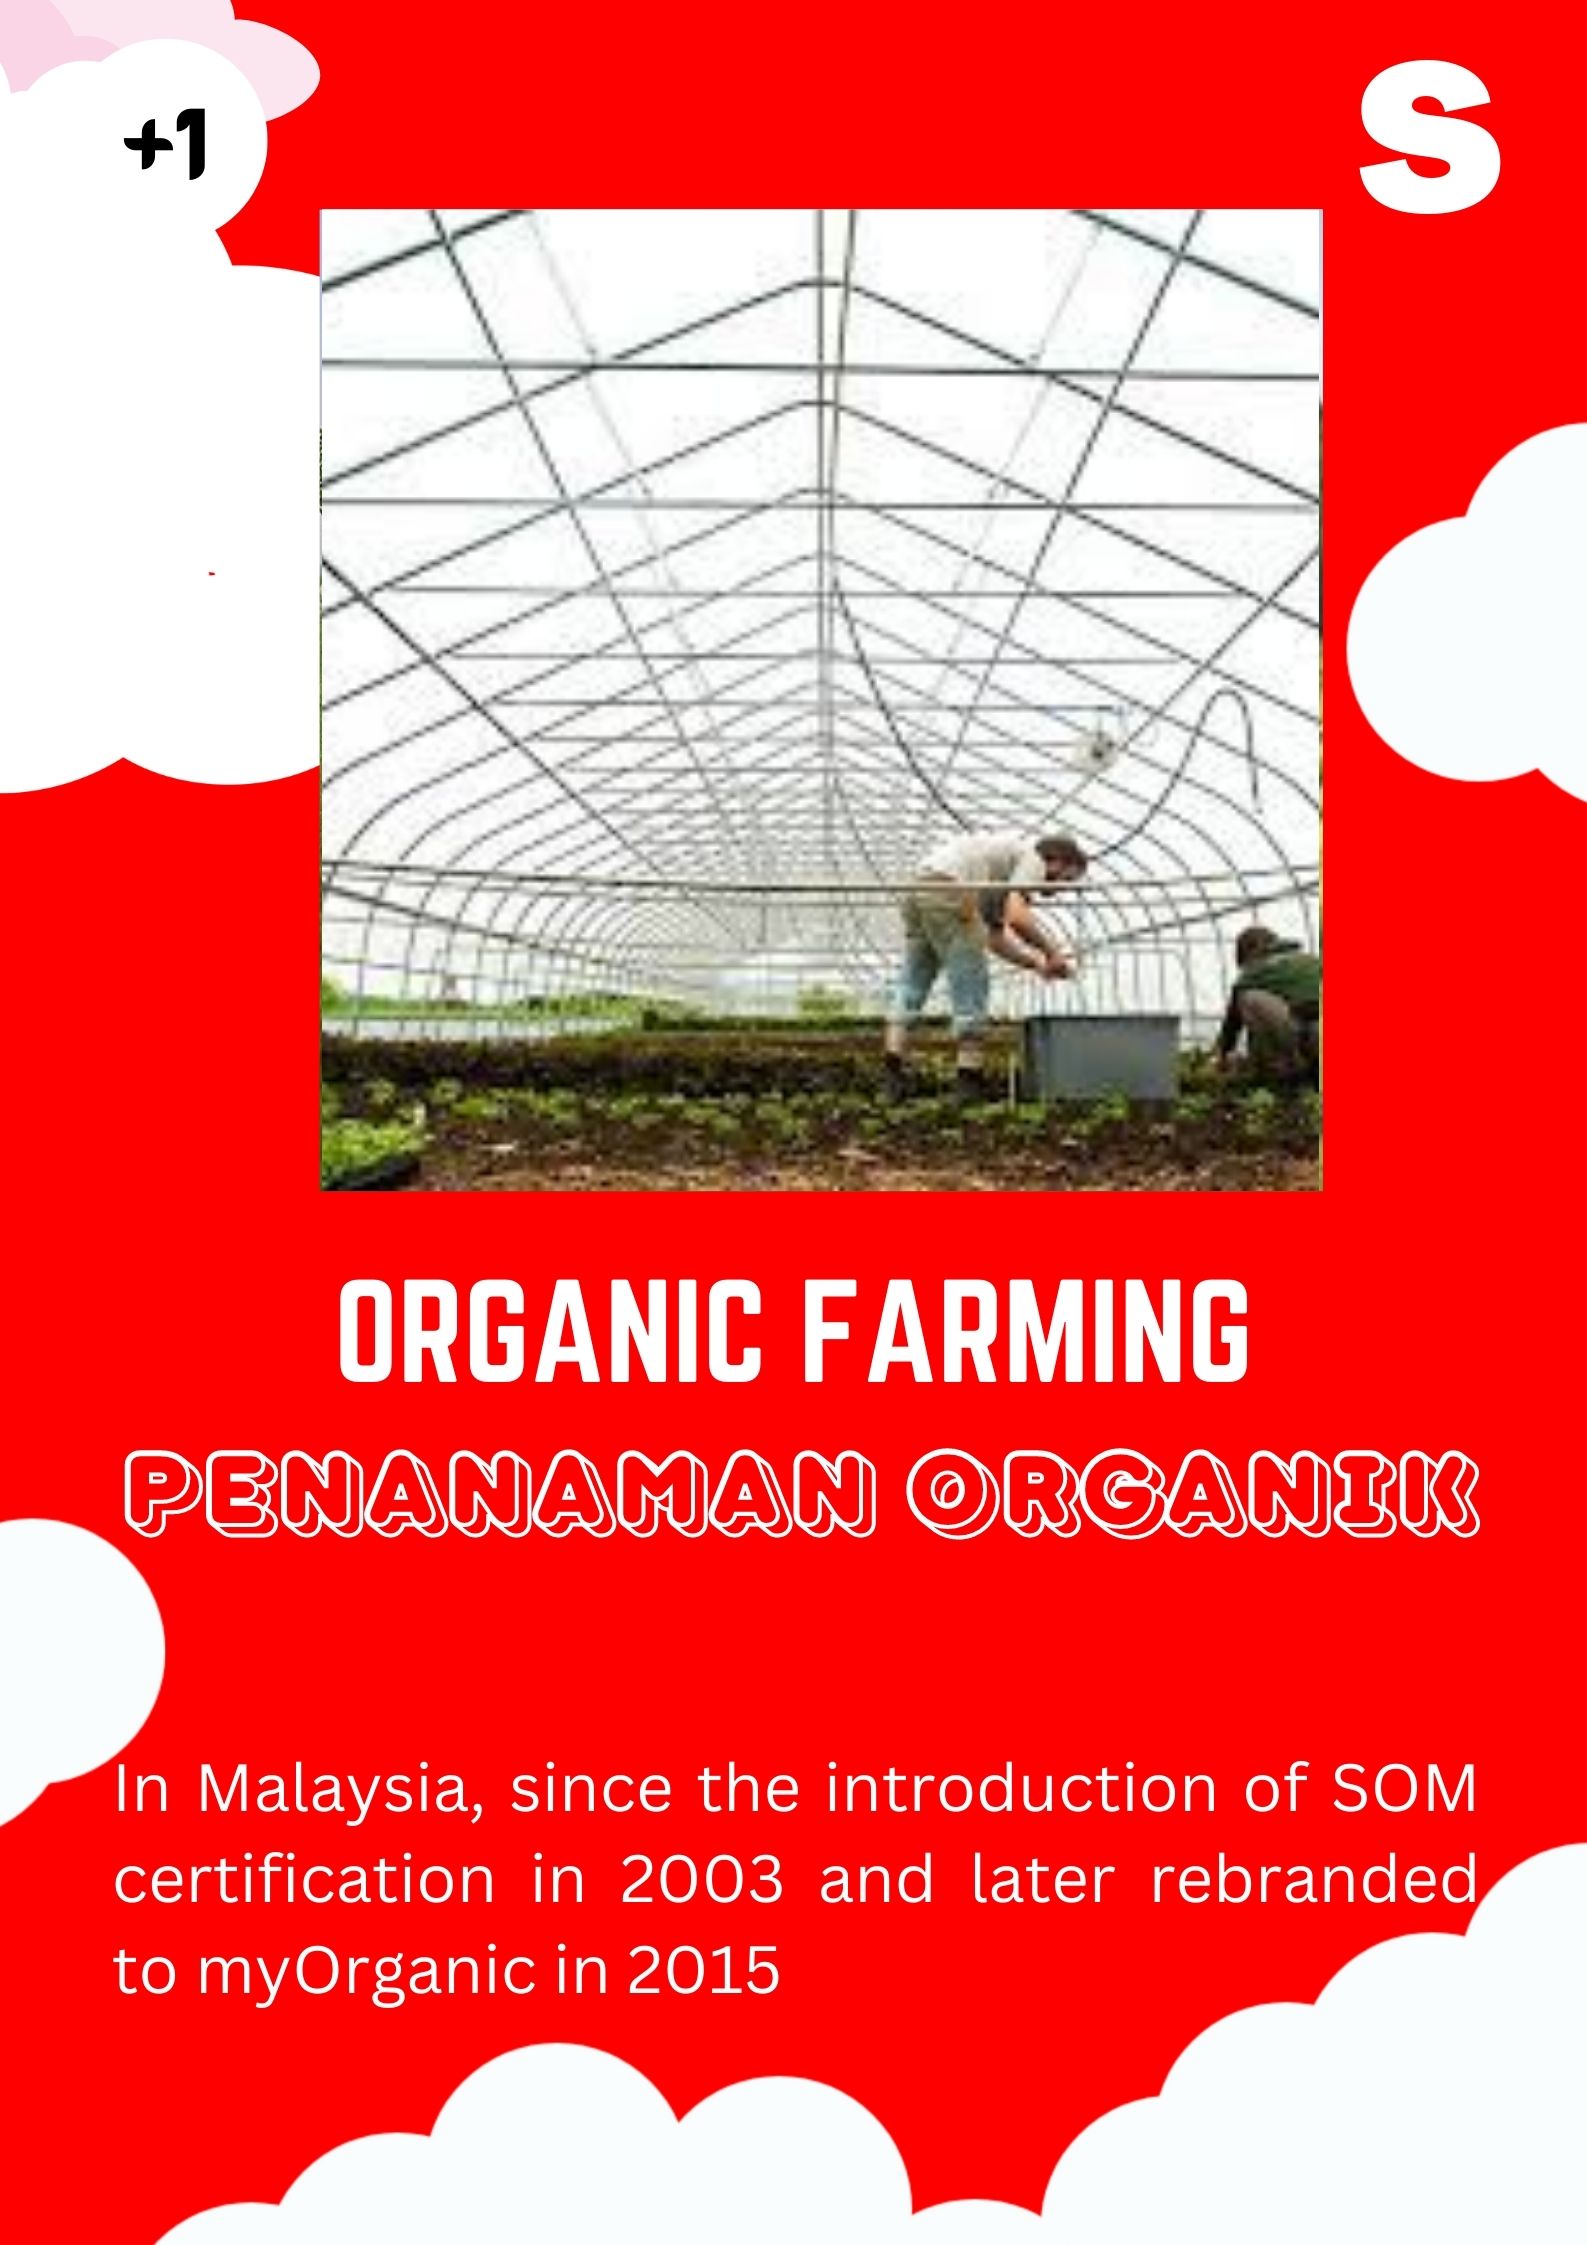 +1
S
ORGANIC FARMING
PENANAMAN ORGANIK
In Malaysia, since the introduction of SOM
certification in 2003 and later rebranded
to myOrganic in 2015